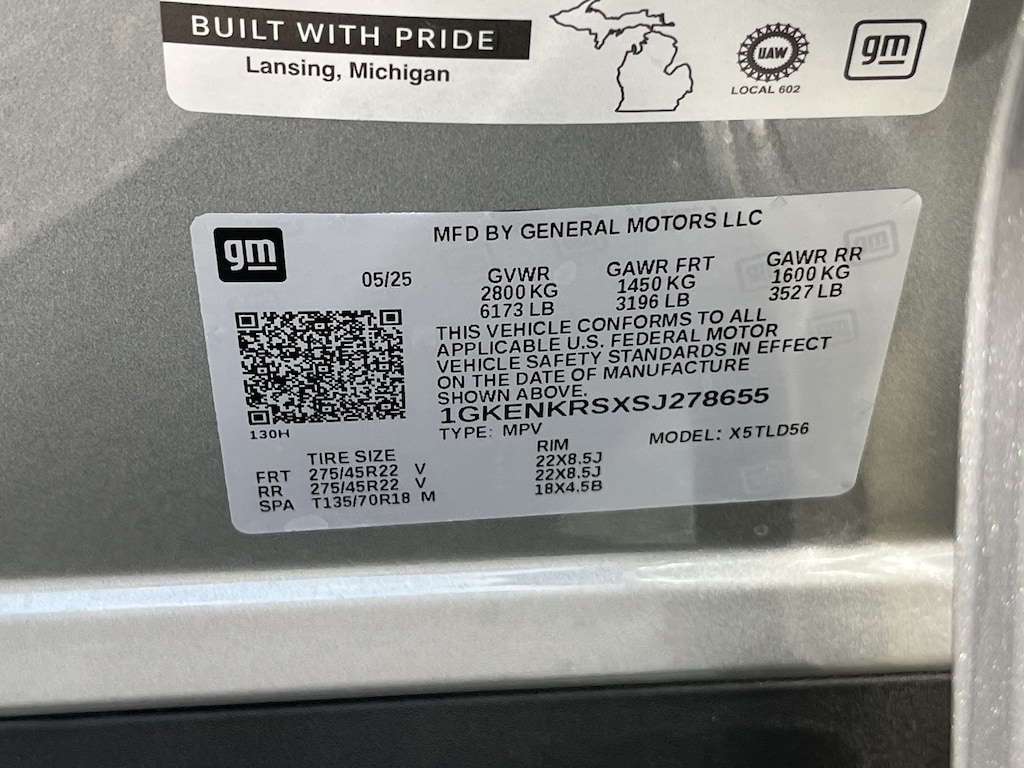 BUILT WITH PRIDE
Lansing, Michigan
UAW
LOCAL 602
gm
gm
MFD BY GENERAL MOTORS LLC
05/25
GVWR
2800 KG
6173 LB
GAWR FRT
1450 KG
3196 LB
GAWR RR
1600 KG
3527 LB
THIS VEHICLE CONFORMS TO ALL
APPLICABLE U.S. FEDERAL MOTOR
VEHICLE SAFETY STANDARDS IN EFFECT
ON THE DATE OF MANUFACTURE
SHOWN ABOVE.
1GKENKRSXSJ278655
TYPE: MPV
MODEL: X5TLD56
130H
TIRE SIZE
RIM
FRT 275/45R22 V 22X8.5J
RR 275/45R22 V 22X8.5J
SPA T135/70R18 M 18X4.5B